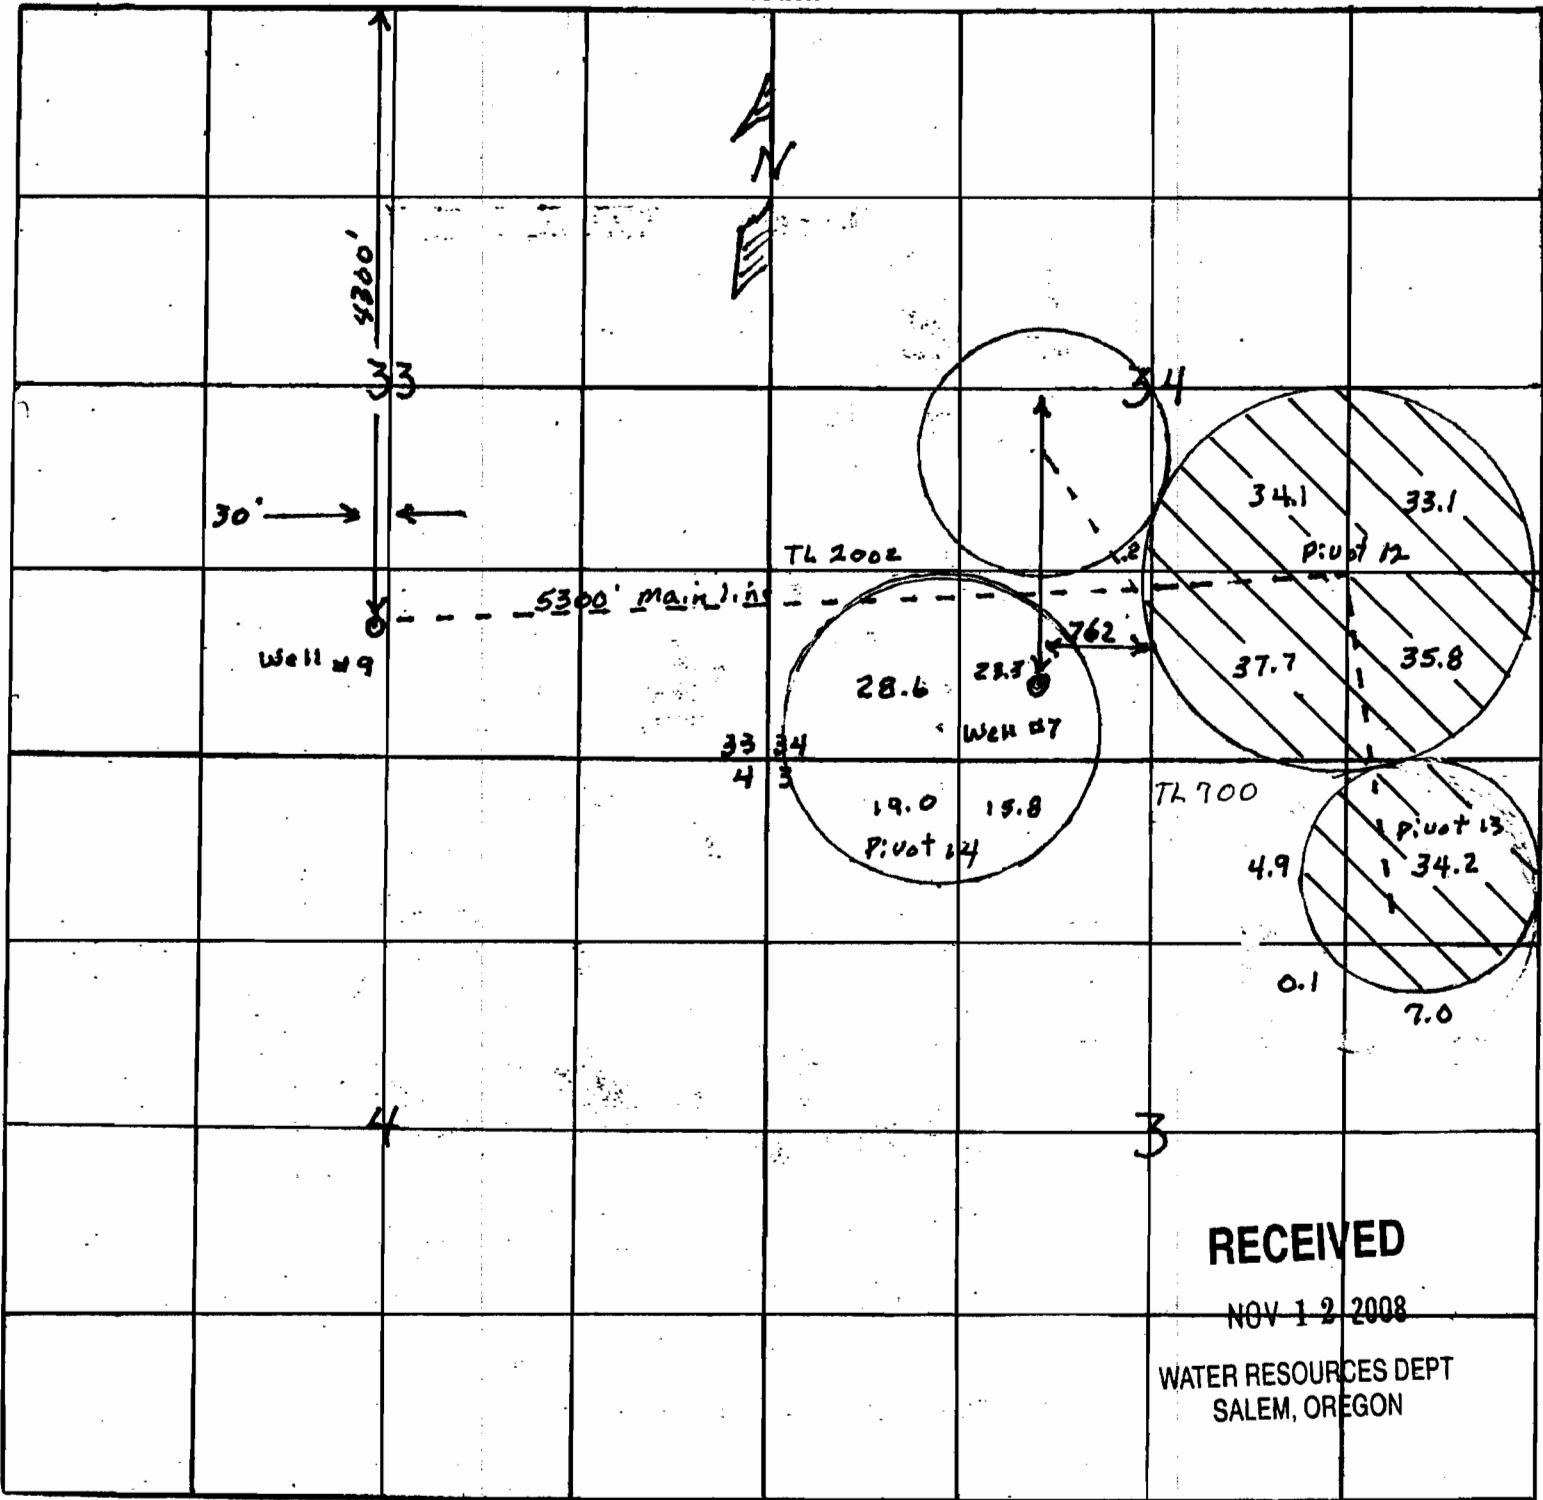 N
4300'
33
34
30'
TL 2002
34.1
33.1
Pivot 12
.2
5300' Mainline
762
Well #9
28.6
23.3
37.7
35.8
Well #7
33 34
4 3
TL 700
19.0
15.8
Pivot 14
Pivot 13
4.9
34.2
0.1
7.0
4
3
RECEIVED
NOV 12 2008
WATER RESOURCES DEPT
SALEM, OREGON